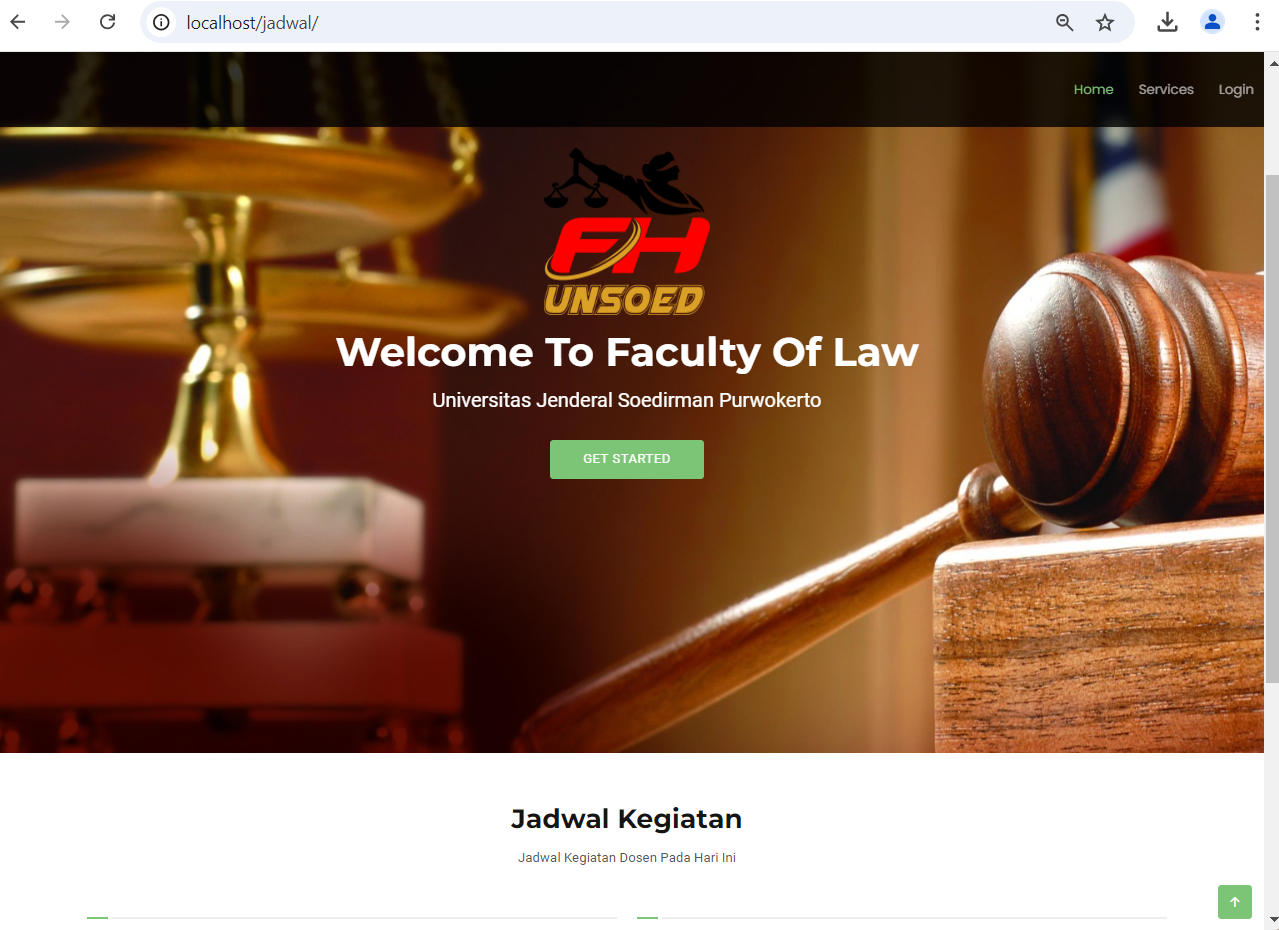 localhost/jadwal/
Home Services Login
FH
UNSOED
Welcome To Faculty Of Law
Universitas Jenderal Soedirman Purwokerto
GET STARTED
Jadwal Kegiatan
Jadwal Kegiatan Dosen Pada Hari Ini